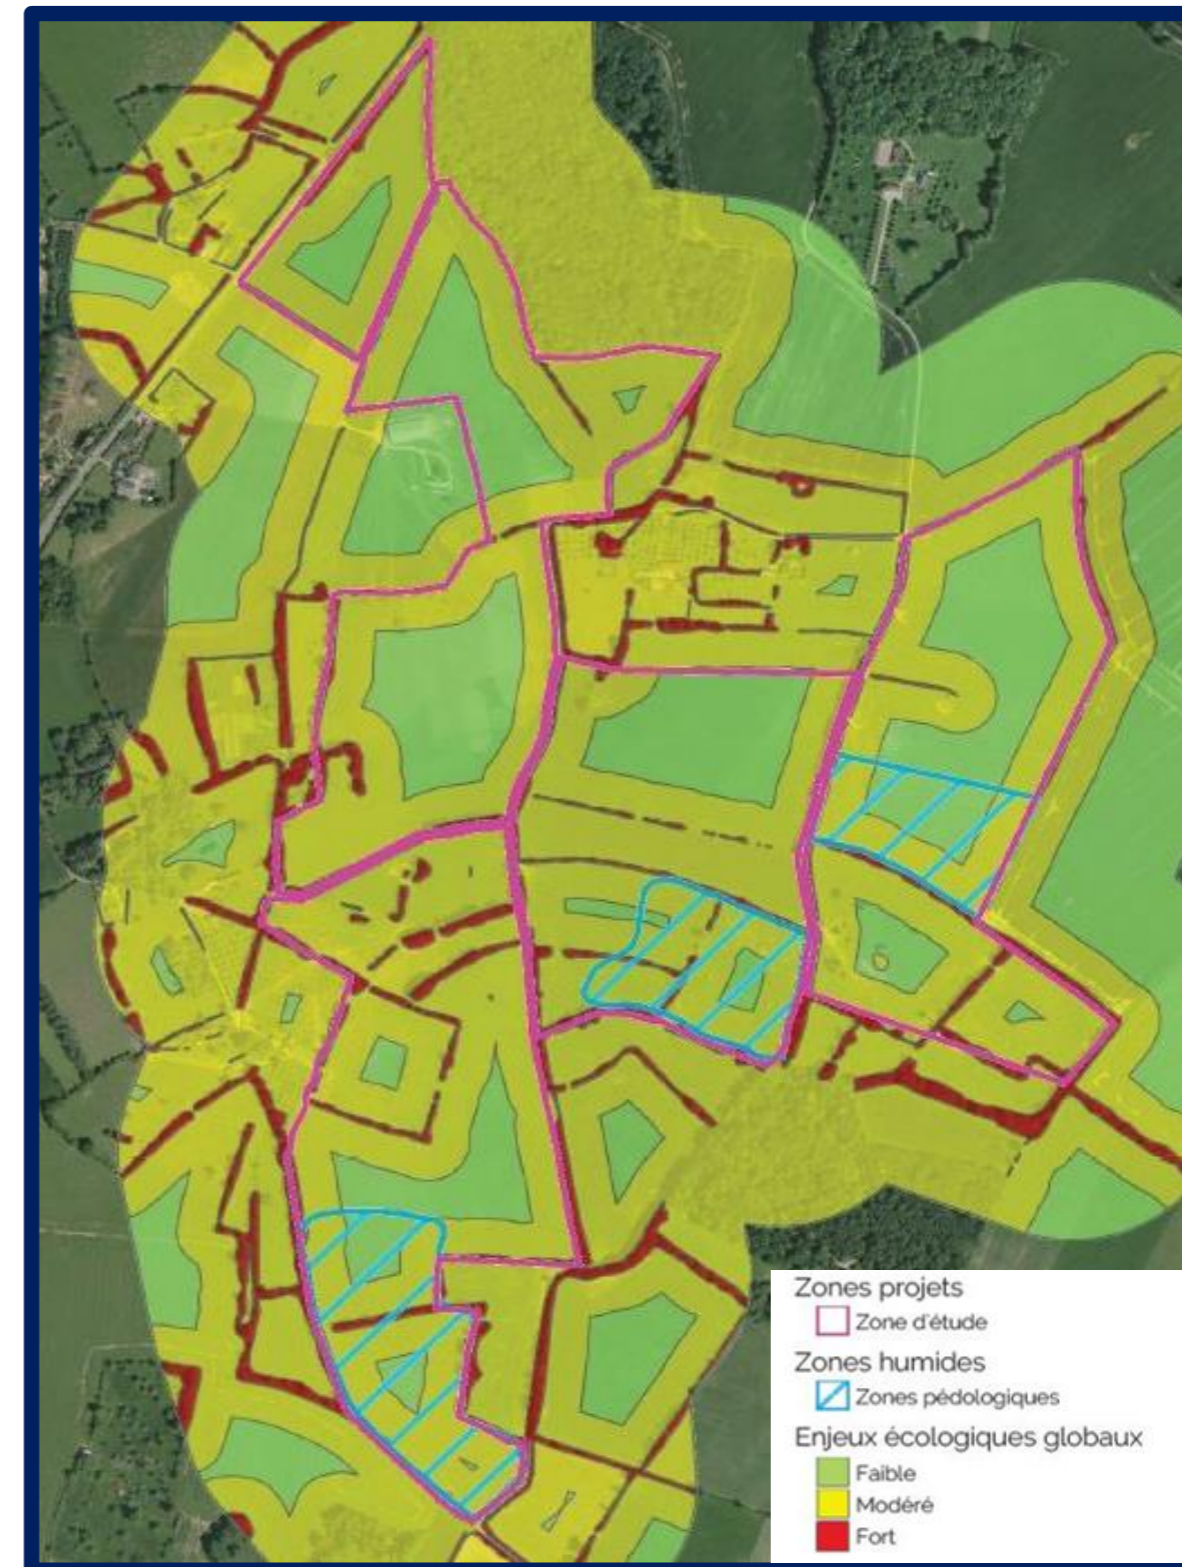 Zones projets
Zone d'étude
Zones humides
Zones pédologiques
Enjeux écologiques globaux
Faible
Modéré
Fort